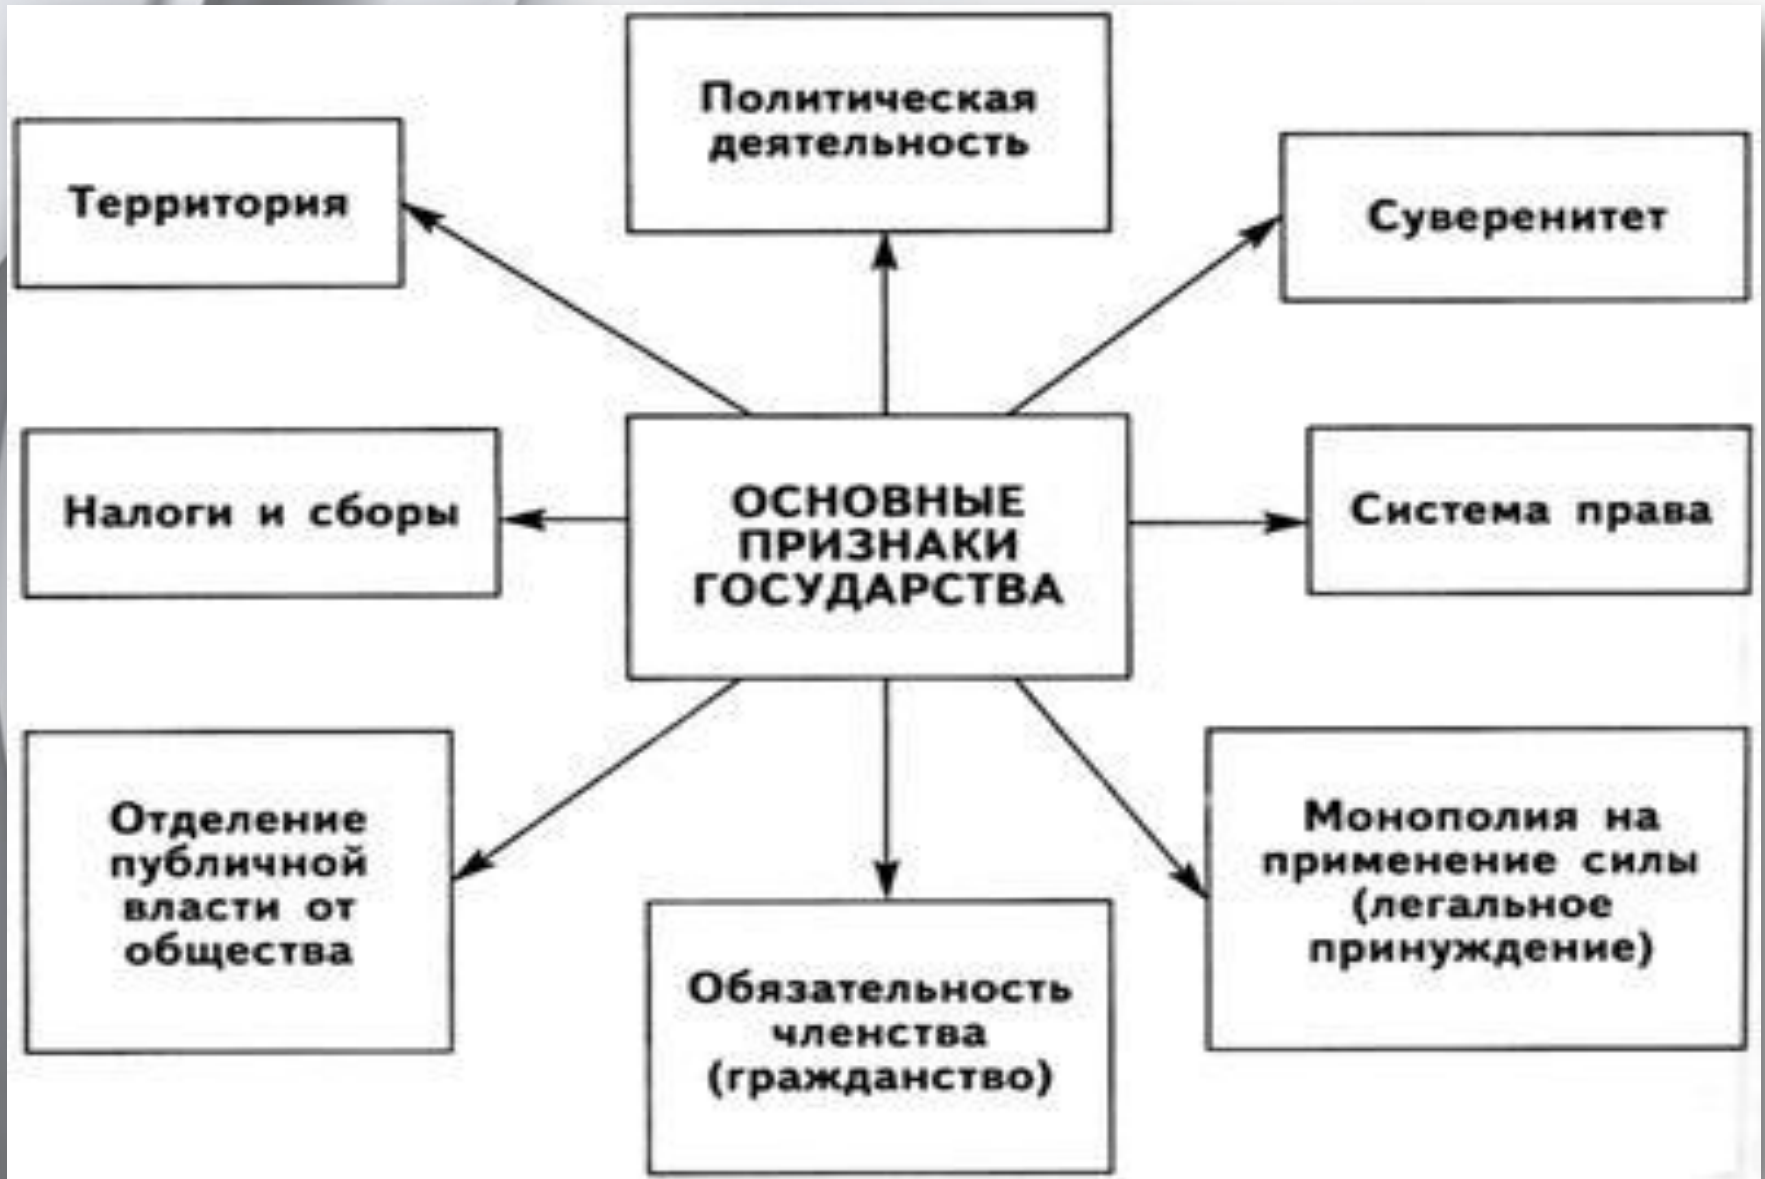 Политическая
деятельность
Территория
Суверенитет
Налоги и сборы
ОСНОВНЫЕ
ПРИЗНАКИ
ГОСУДАРСТВА
Система права
Отделение
публичной
власти от
общества
Обязательность
членства
(гражданство)
Монополия на
применение силы
(легальное
принуждение)